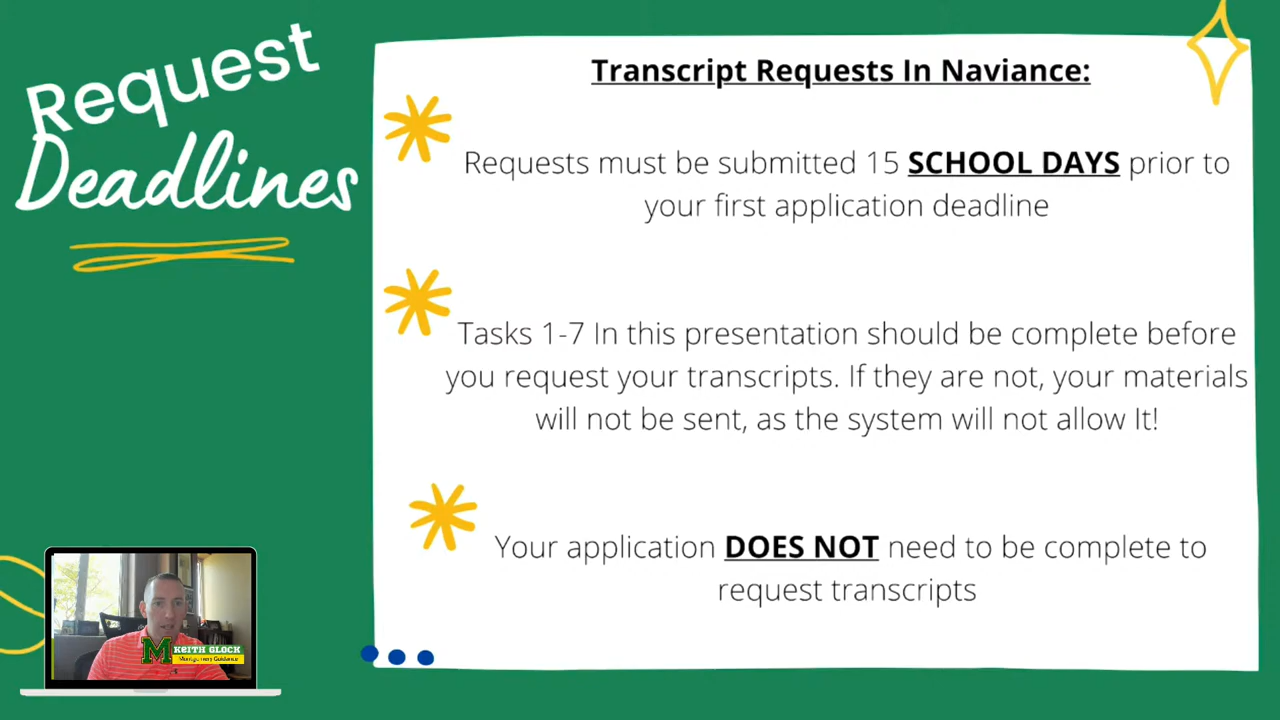 Request
Deadlines
Transcript Requests In Naviance:
Requests must be submitted 15 SCHOOL DAYS prior to
your first application deadline
Tasks 1-7 In this presentation should be complete before
you request your transcripts. If they are not, your materials
will not be sent, as the system will not allow It!
Your application DOES NOT need to be complete to
request transcripts
M
KEITH GLOCK
Montgomery Guidance